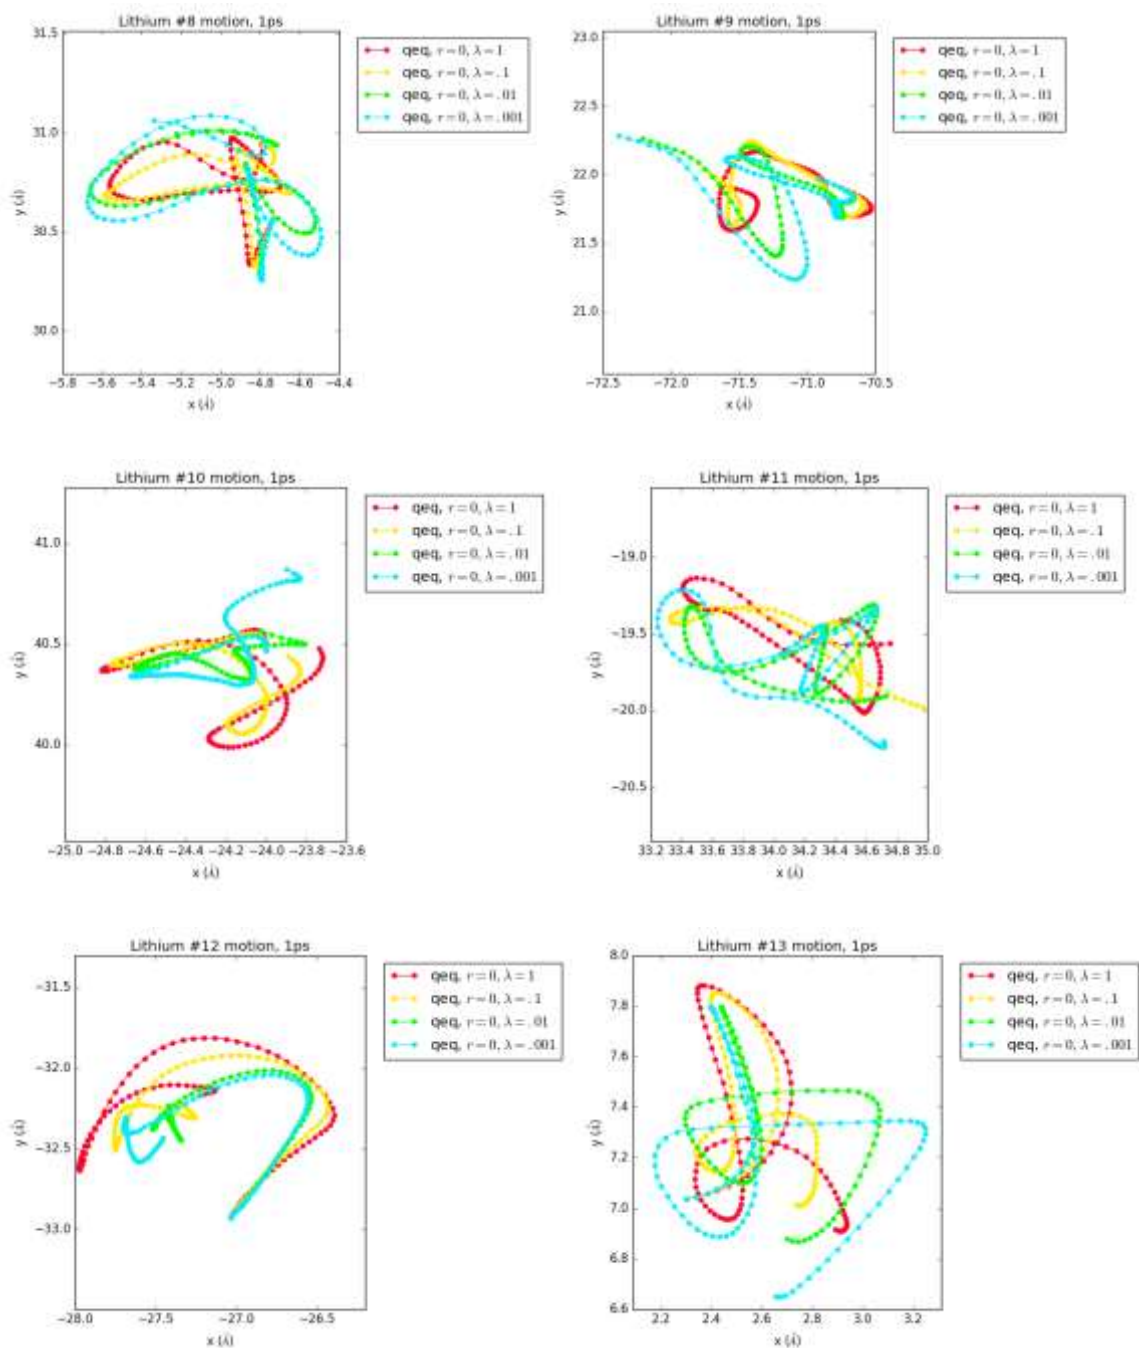 Lithium #8 motion, 1ps
31.5
31.0
30.5
30.0
y (Å)
−5.8 −5.6 −5.4 −5.2 −5.0 −4.8 −4.6 −4.4
x (Å)
qeq, r = 0, λ = 1
qeq, r = 0, λ = .1
qeq, r = 0, λ = .01
qeq, r = 0, λ = .001
Lithium #9 motion, 1ps
23.0
22.5
22.0
21.5
21.0
y (Å)
−72.5 −72.0 −71.5 −71.0 −70.5
x (Å)
qeq, r = 0, λ = 1
qeq, r = 0, λ = .1
qeq, r = 0, λ = .01
qeq, r = 0, λ = .001
Lithium #10 motion, 1ps
41.0
40.5
40.0
y (Å)
−25.0 −24.8 −24.6 −24.4 −24.2 −24.0 −23.8 −23.6
x (Å)
qeq, r = 0, λ = 1
qeq, r = 0, λ = .1
qeq, r = 0, λ = .01
qeq, r = 0, λ = .001
Lithium #11 motion, 1ps
−19.0
−19.5
−20.0
−20.5
y (Å)
33.2 33.4 33.6 33.8 34.0 34.2 34.4 34.6 34.8 35.0
x (Å)
qeq, r = 0, λ = 1
qeq, r = 0, λ = .1
qeq, r = 0, λ = .01
qeq, r = 0, λ = .001
Lithium #12 motion, 1ps
−31.5
−32.0
−32.5
−33.0
y (Å)
−28.0 −27.5 −27.0 −26.5
x (Å)
qeq, r = 0, λ = 1
qeq, r = 0, λ = .1
qeq, r = 0, λ = .01
qeq, r = 0, λ = .001
Lithium #13 motion, 1ps
8.0
7.8
7.6
7.4
7.2
7.0
6.8
6.6
y (Å)
2.2 2.4 2.6 2.8 3.0 3.2
x (Å)
qeq, r = 0, λ = 1
qeq, r = 0, λ = .1
qeq, r = 0, λ = .01
qeq, r = 0, λ = .001